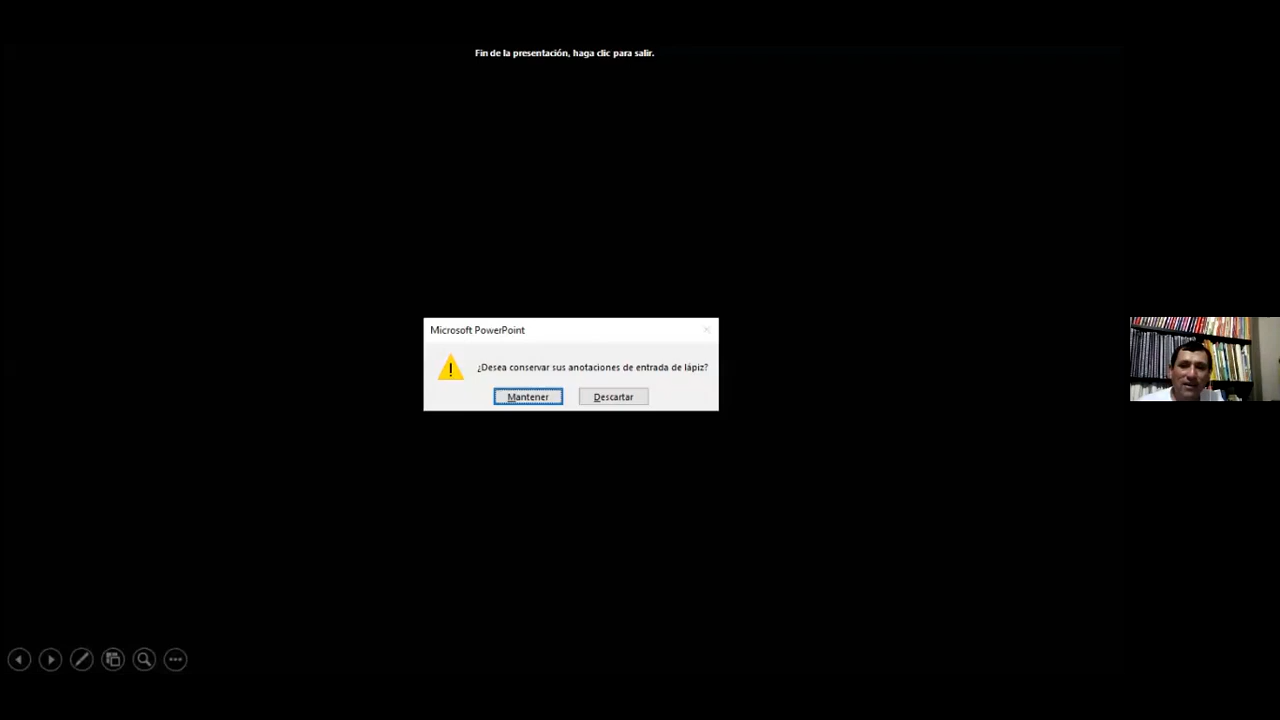 Fin de la presentación, haga clic para salir.
Microsoft PowerPoint
¿Desea conservar sus anotaciones de entrada de lápiz?
Mantener
Descartar